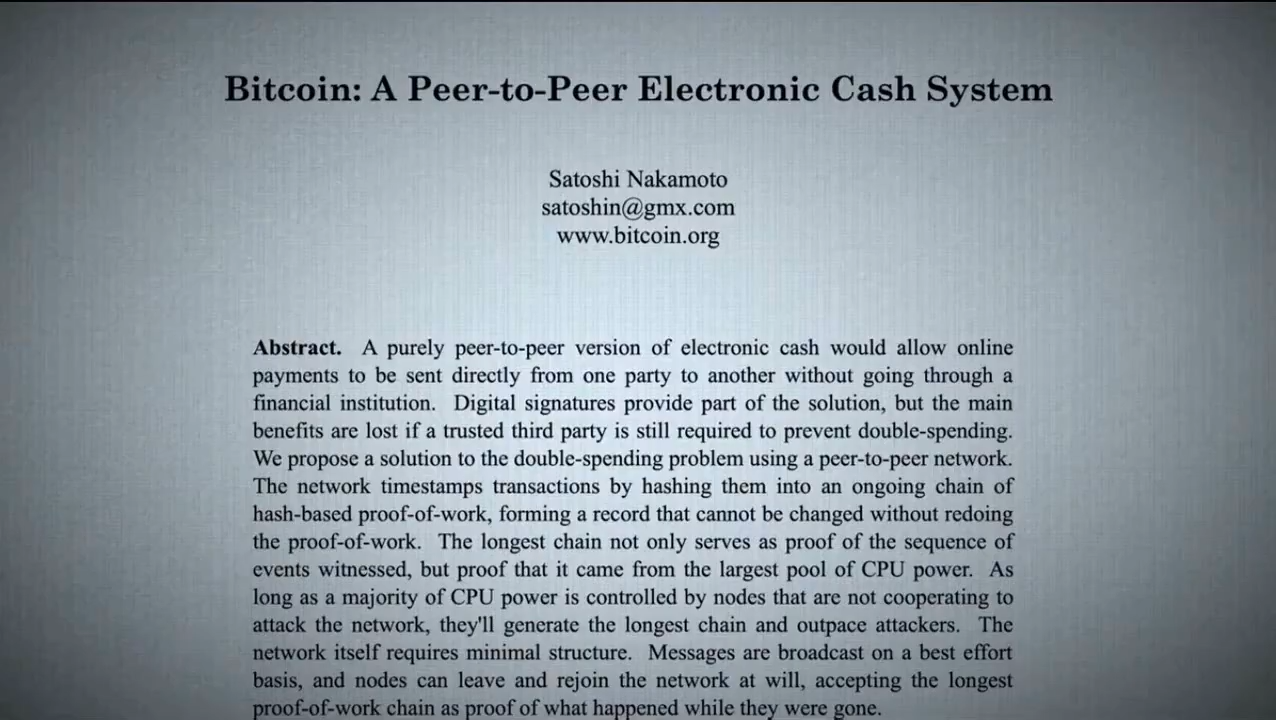 Bitcoin: A Peer-to-Peer Electronic Cash System
Satoshi Nakamoto
satoshin@gmx.com
www.bitcoin.org
Abstract. A purely peer-to-peer version of electronic cash would allow online
payments to be sent directly from one party to another without going through a
financial institution. Digital signatures provide part of the solution, but the main
benefits are lost if a trusted third party is still required to prevent double-spending.
We propose a solution to the double-spending problem using a peer-to-peer network.
The network timestamps transactions by hashing them into an ongoing chain of
hash-based proof-of-work, forming a record that cannot be changed without redoing
the proof-of-work. The longest chain not only serves as proof of the sequence of
events witnessed, but proof that it came from the largest pool of CPU power. As
long as a majority of CPU power is controlled by nodes that are not cooperating to
attack the network, they'll generate the longest chain and outpace attackers. The
network itself requires minimal structure. Messages are broadcast on a best effort
basis, and nodes can leave and rejoin the network at will, accepting the longest
proof-of-work chain as proof of what happened while they were gone.